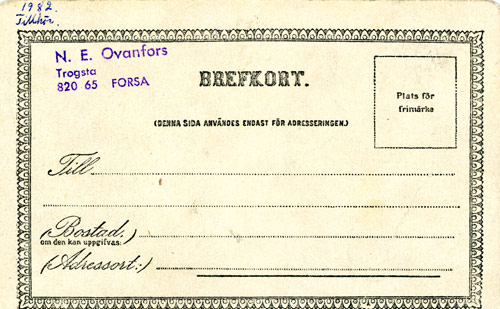 1982.
Tillhör.
N. E. Ovanfors
Trogsta
820 65 FORSA
BREFKORT.
Plats för
frimärke
(DENNA SIDA ANVÄNDES ENDAST FÖR ADRESSERINGEN.)
Till
(Bostad.)
om den kan uppgifvas:
(Adressort:)